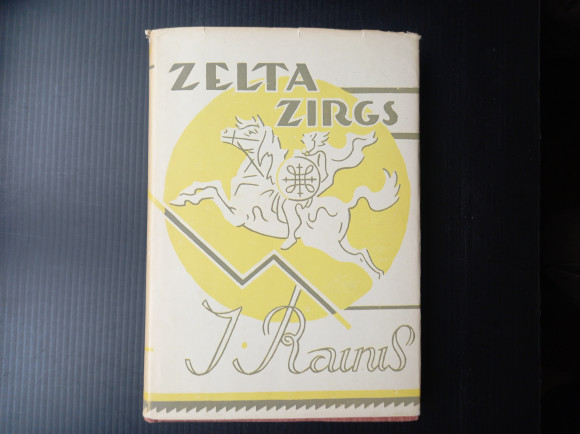 ZELTA
ZIRGS
J. Rainis